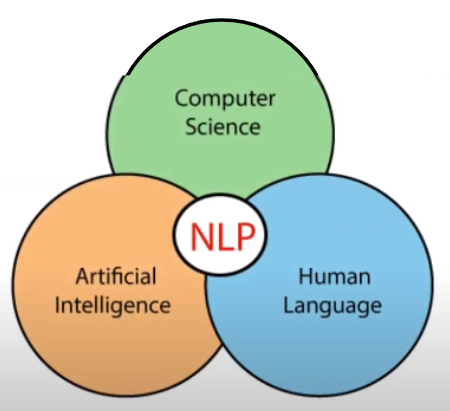 Computer
Science
NLP
Artificial
Intelligence
Human
Language